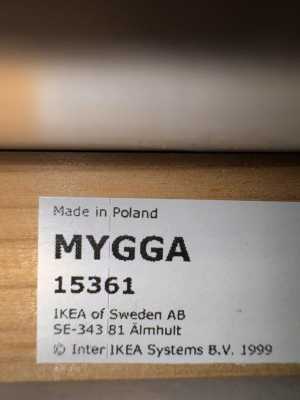 Made in Poland
MYGGA
15361
IKEA of Sweden AB
SE-343 81 Älmhult
© Inter IKEA Systems B.V. 1999